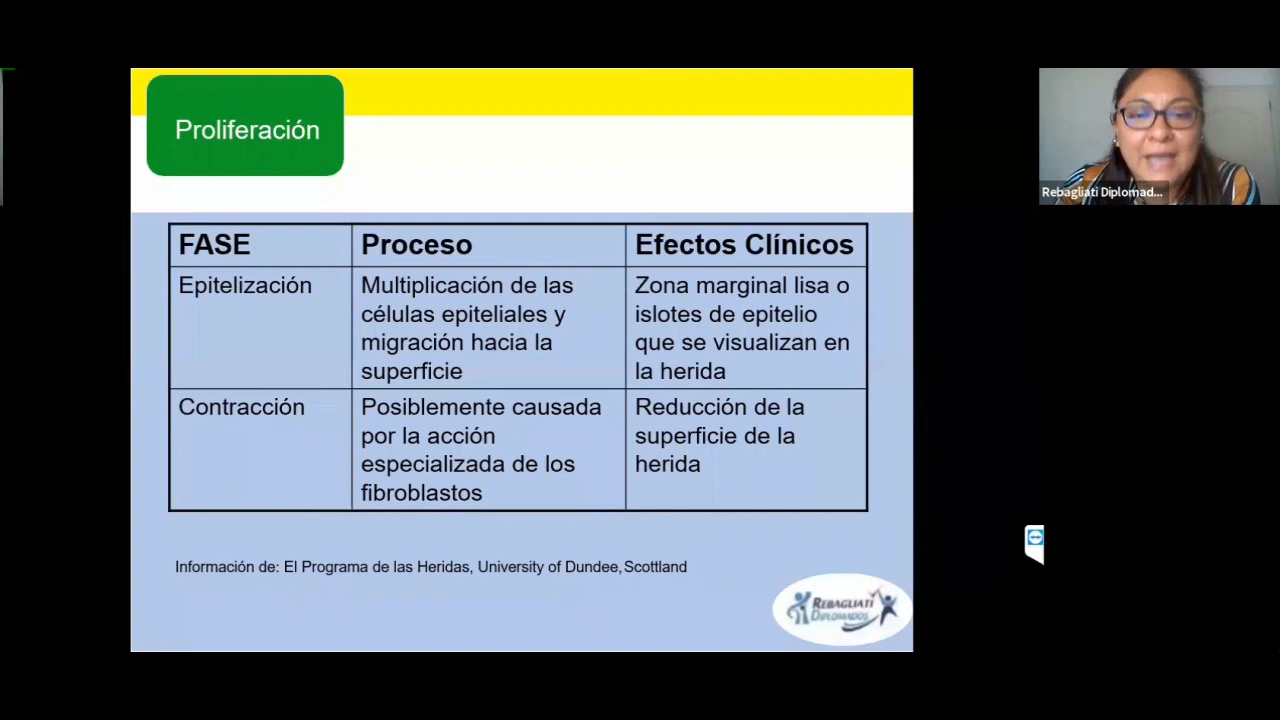 Proliferación
FASE
Proceso
Efectos Clínicos
Epitelización
Multiplicación de las
células epiteliales y
migración hacia la
superficie
Zona marginal lisa o
islotes de epitelio
que se visualizan en
la herida
Contracción
Posiblemente causada
por la acción
especializada de los
fibroblastos
Reducción de la
superficie de la
herida
Información de: El Programa de las Heridas, University of Dundee, Scottland
REBAGLIATI
DIPLOMADOS
Rebagliati Diplomad...